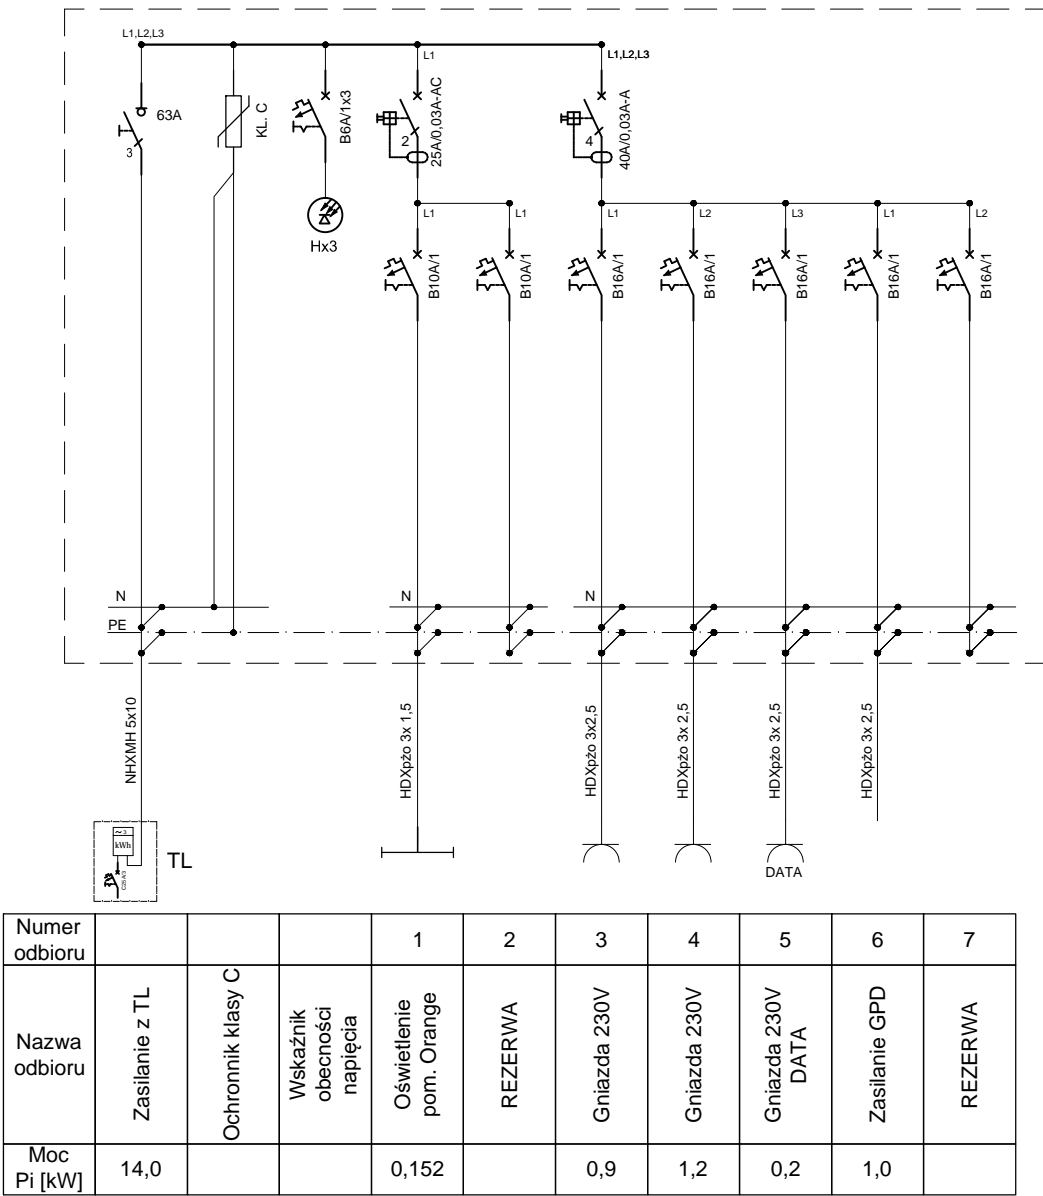 L1,L2,L3
L1
L1,L2,L3
63A
3
KL. C
B6A/1x3
Hx3
2
25A/0,03A-AC
4
40A/0,03A-A
L1
L1
L1
L2
L3
L1
L2
B10A/1
B10A/1
B16A/1
B16A/1
B16A/1
B16A/1
B16A/1
N
N
N
PE
NHXMH 5x10
HDXpżo 3x 1,5
HDXpżo 3x2,5
HDXpżo 3x 2,5
HDXpżo 3x 2,5
HDXpżo 3x 2,5
~3
kWh
TL
DATA
Numer
odbioru
1
2
3
4
5
6
7
Nazwa
odbioru
Zasilanie z TL
Ochronnik klasy C
Wskaźnik
obecności
napięcia
Oświetlenie
pom. Orange
REZERWA
Gniazda 230V
Gniazda 230V
Gniazda 230V
DATA
Zasilanie GPD
REZERWA
Moc
Pi [kW]
14,0
0,152
0,9
1,2
0,2
1,0